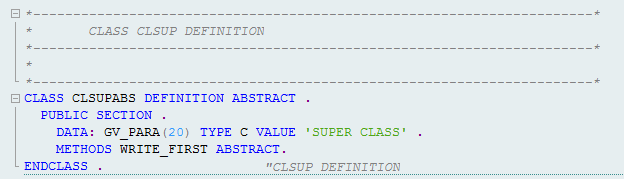 *----------------------------------------------------------------------*
*       CLASS CLSUP DEFINITION
*----------------------------------------------------------------------*
*
*----------------------------------------------------------------------*
CLASS CLSUPABS DEFINITION ABSTRACT .
  PUBLIC SECTION .
    DATA: GV_PARA(20) TYPE C VALUE 'SUPER CLASS' .
    METHODS WRITE_FIRST ABSTRACT.
ENDCLASS .                    "CLSUP DEFINITION